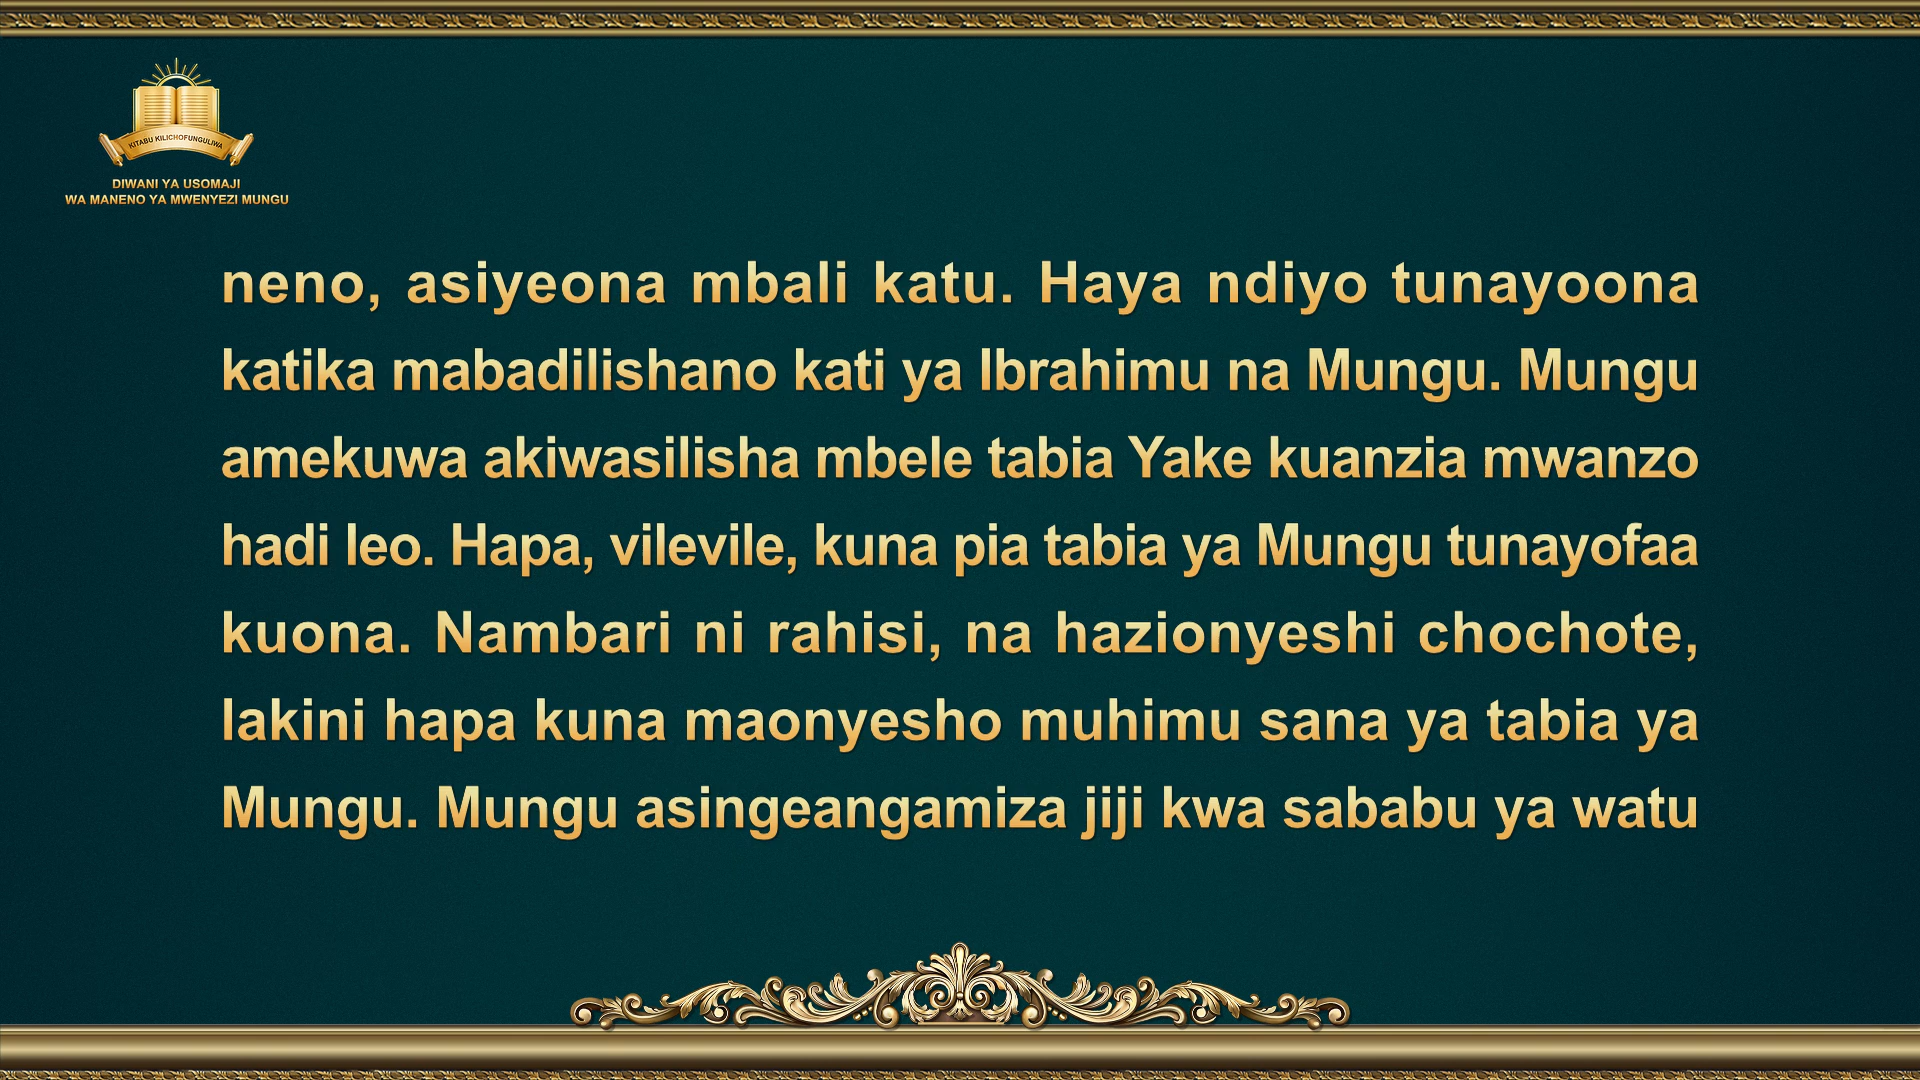 KITABU KILICHOFUNGULIWA
DIWANI YA USOMAJI
WA MANENO YA MWENYEZI MUNGU
neno, asiyeona mbali katu. Haya ndiyo tunayoona
katika mabadilishano kati ya Ibrahimu na Mungu. Mungu
amekuwa akiwasilisha mbele tabia Yake kuanzia mwanzo
hadi leo. Hapa, vilevile, kuna pia tabia ya Mungu tunayofaa
kuona. Nambari ni rahisi, na hazionyeshi chochote,
lakini hapa kuna maonyesho muhimu sana ya tabia ya
Mungu. Mungu asingeangamiza jiji kwa sababu ya watu